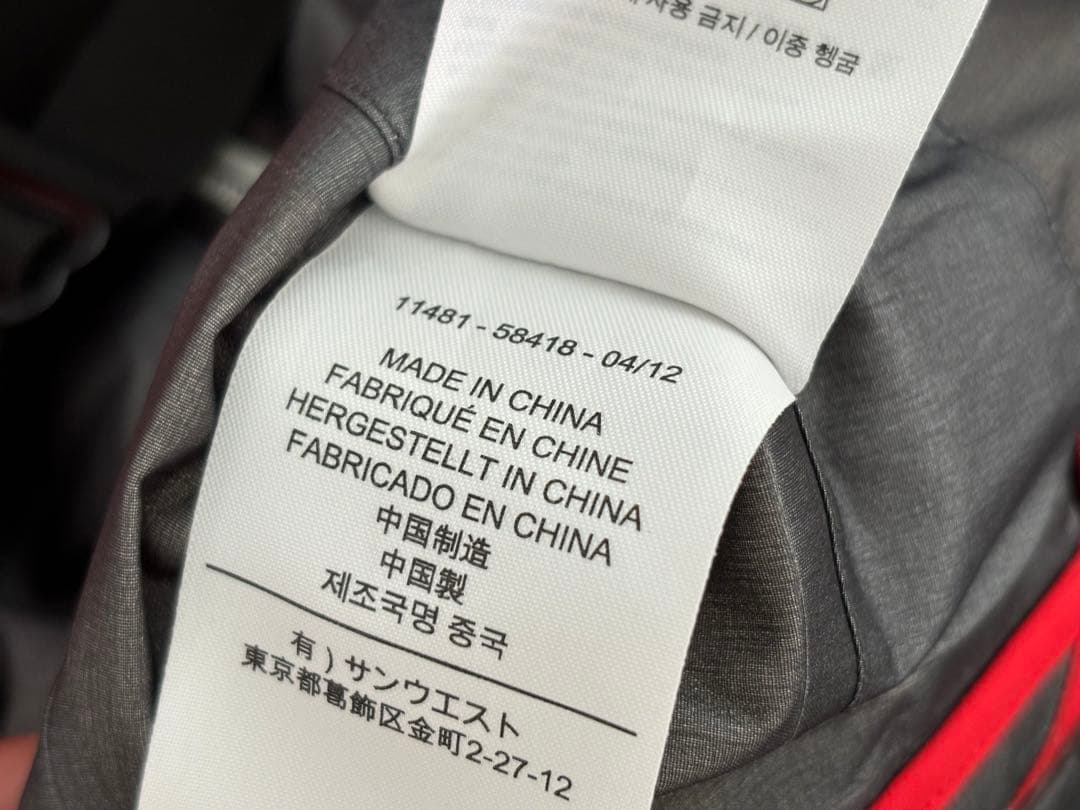 사용 금지 / 이중 헹굼
11481 - 58418 - 04/12
MADE IN CHINA
FABRIQUÉ EN CHINE
HERGESTELLT IN CHINA
FABRICADO EN CHINA
中国制造
中国製
제조국명 중국
有）サンウエスト
東京都葛飾区金町2-27-12